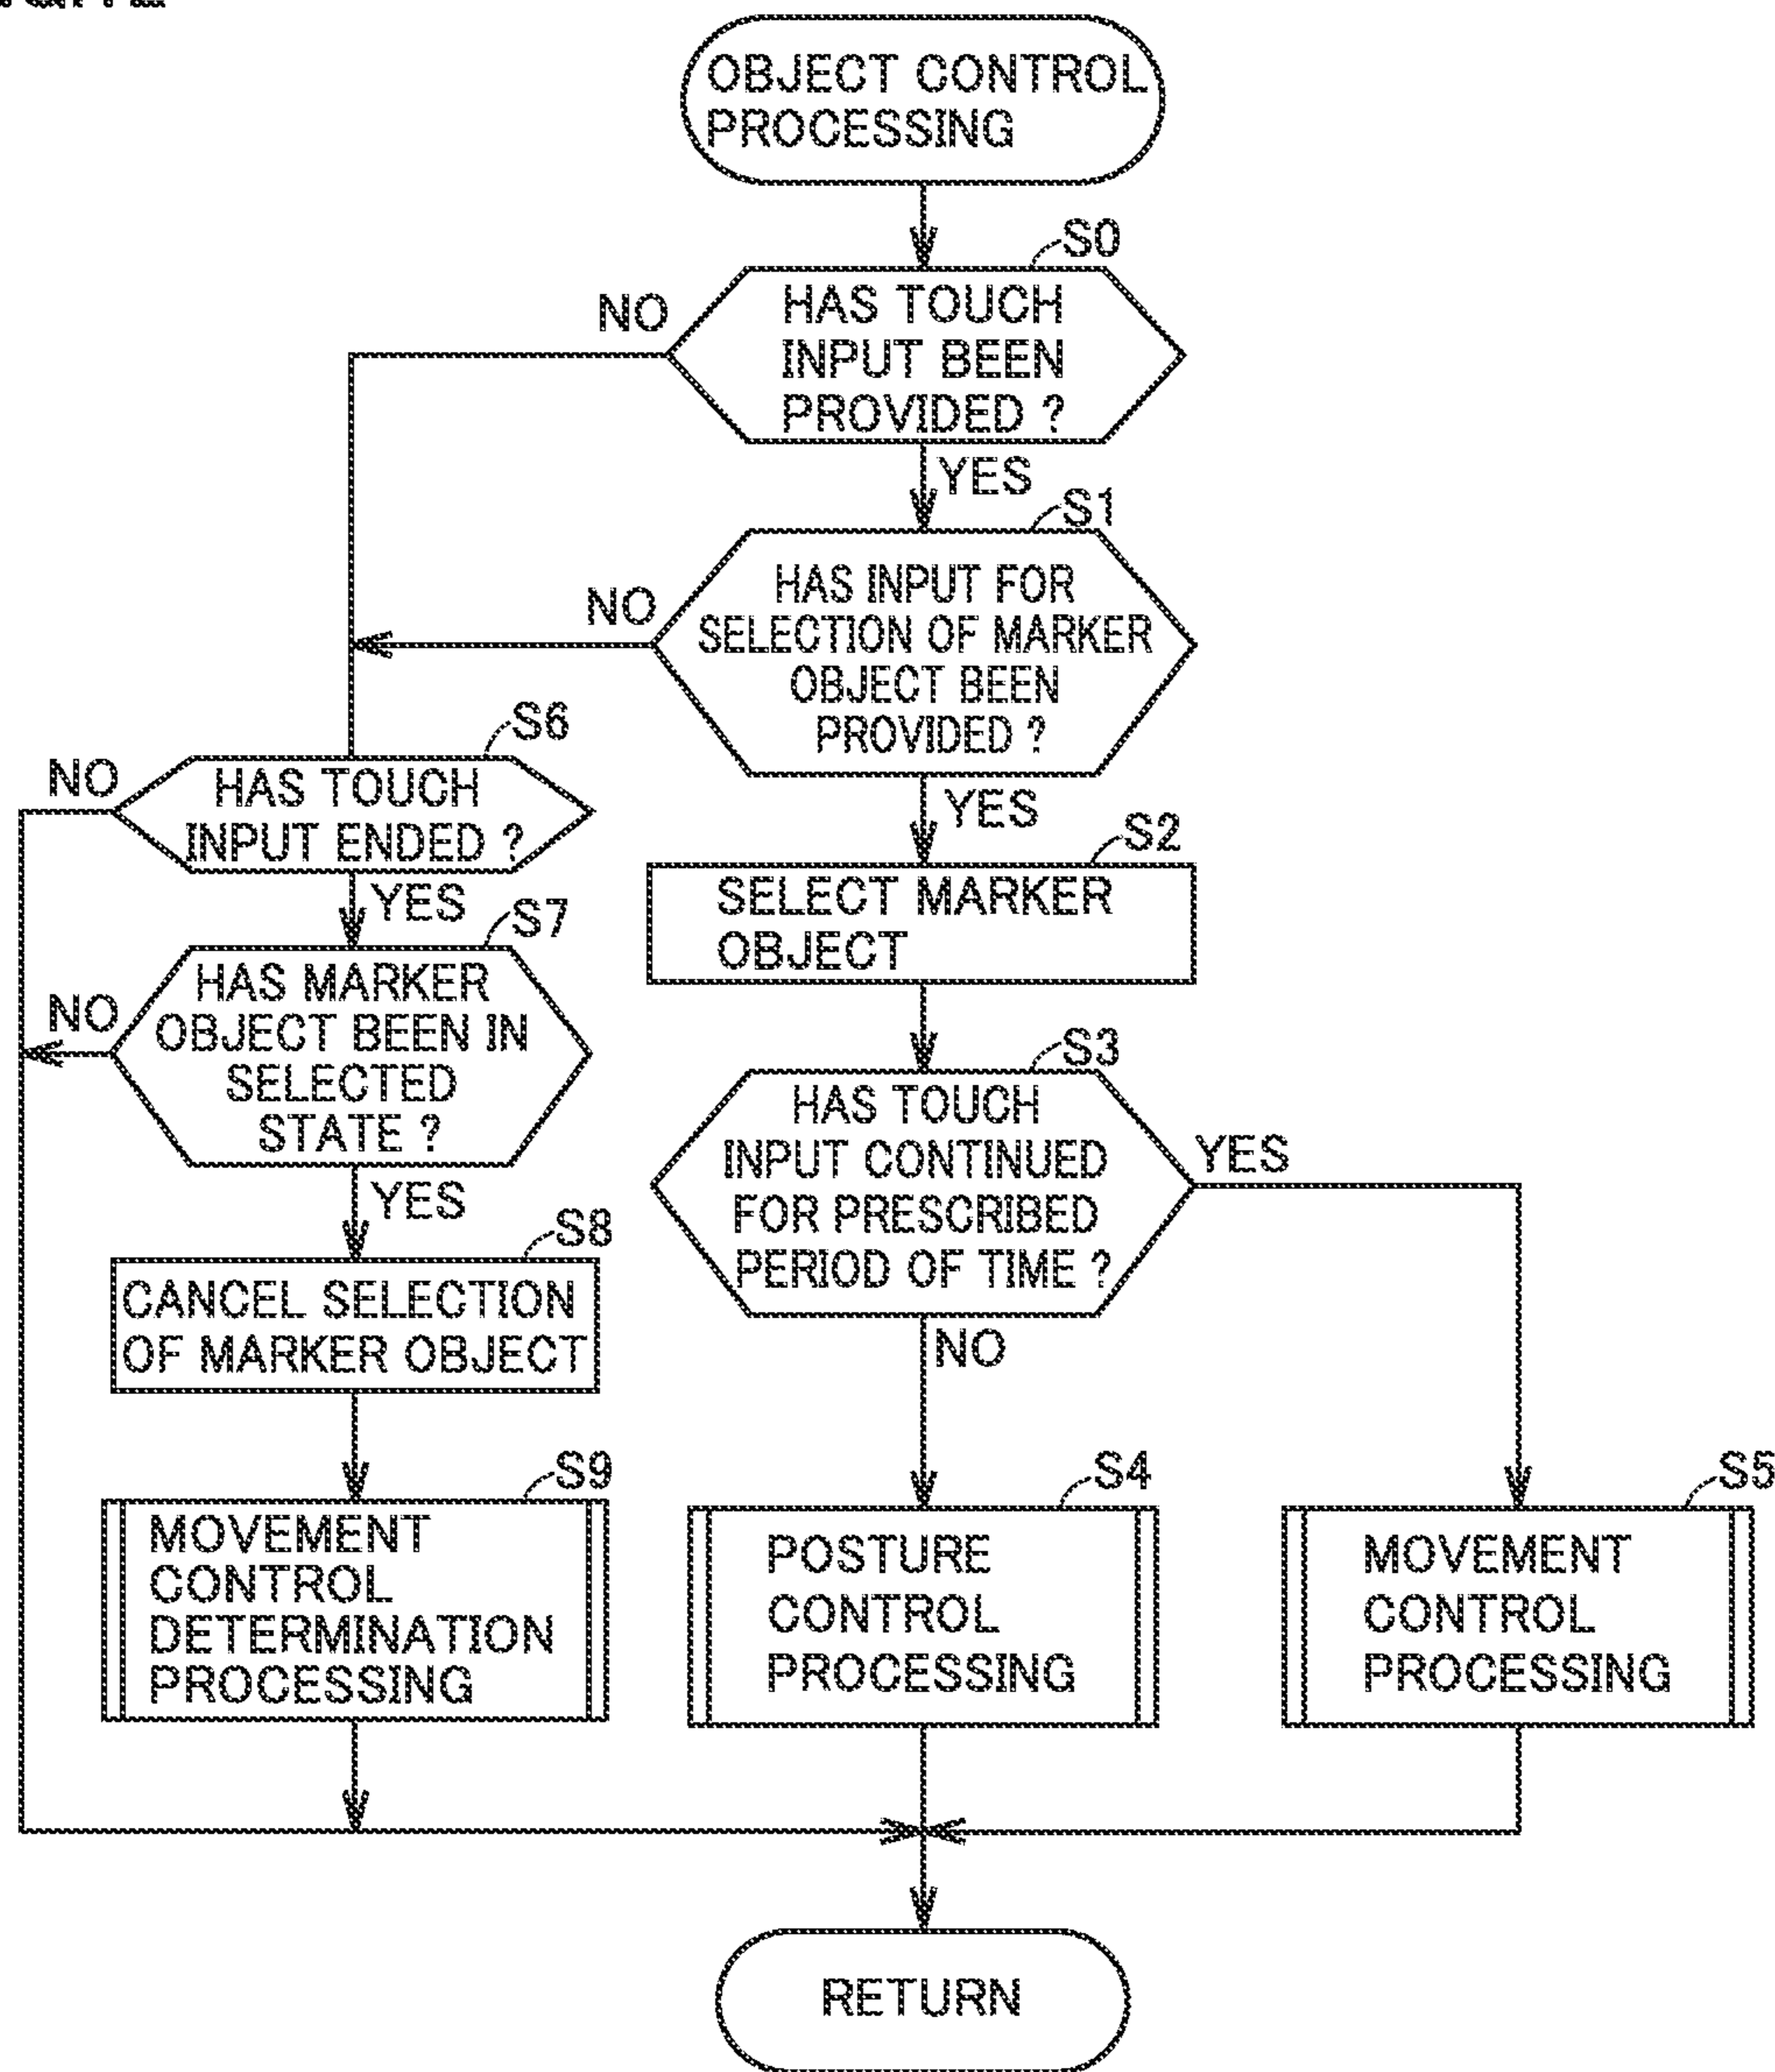 OBJECT CONTROL
PROCESSING
S0
HAS TOUCH
INPUT BEEN
PROVIDED ?
NO
YES
S1
HAS INPUT FOR
SELECTION OF MARKER
OBJECT BEEN
PROVIDED ?
NO
YES
S6
HAS TOUCH
INPUT ENDED ?
NO
YES
S2
SELECT MARKER
OBJECT
S7
HAS MARKER
OBJECT BEEN IN
SELECTED
STATE ?
NO
YES
S3
HAS TOUCH
INPUT CONTINUED
FOR PRESCRIBED
PERIOD OF TIME ?
YES
NO
S8
CANCEL SELECTION
OF MARKER OBJECT
S9
MOVEMENT
CONTROL
DETERMINATION
PROCESSING
S4
POSTURE
CONTROL
PROCESSING
S5
MOVEMENT
CONTROL
PROCESSING
RETURN